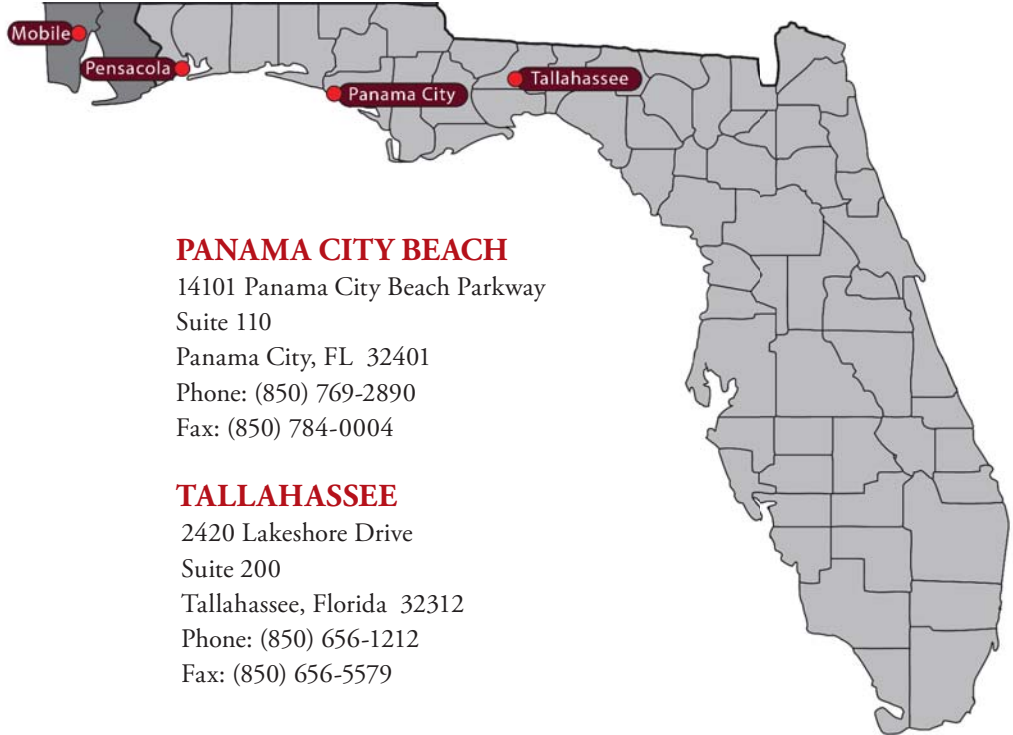 Mobile
Pensacola
Panama City
Tallahassee
PANAMA CITY BEACH
14101 Panama City Beach Parkway
Suite 110
Panama City, FL  32401
Phone: (850) 769-2890
Fax: (850) 784-0004
TALLAHASSEE
2420 Lakeshore Drive
Suite 200
Tallahassee, Florida  32312
Phone: (850) 656-1212
Fax: (850) 656-5579